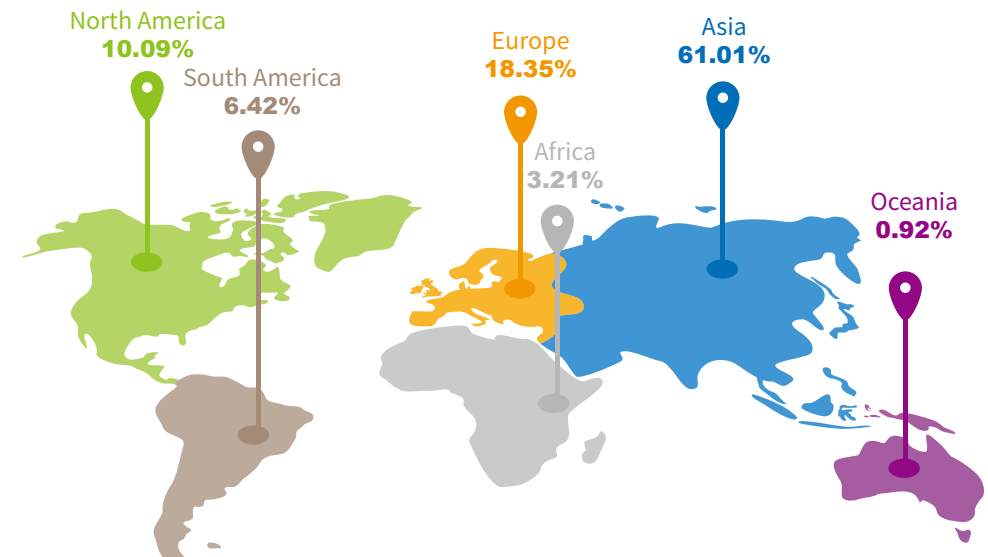 North America
10.09%
South America
6.42%
Europe
18.35%
Africa
3.21%
Asia
61.01%
Oceania
0.92%